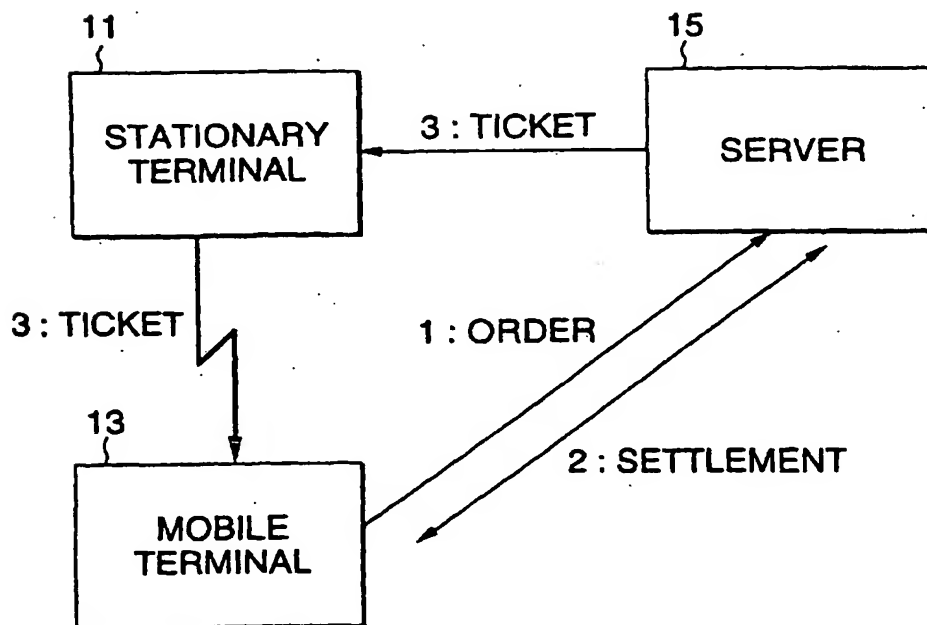 11
15
STATIONARY
TERMINAL
3 : TICKET
SERVER
3 : TICKET
1 : ORDER
13
2 : SETTLEMENT
MOBILE
TERMINAL